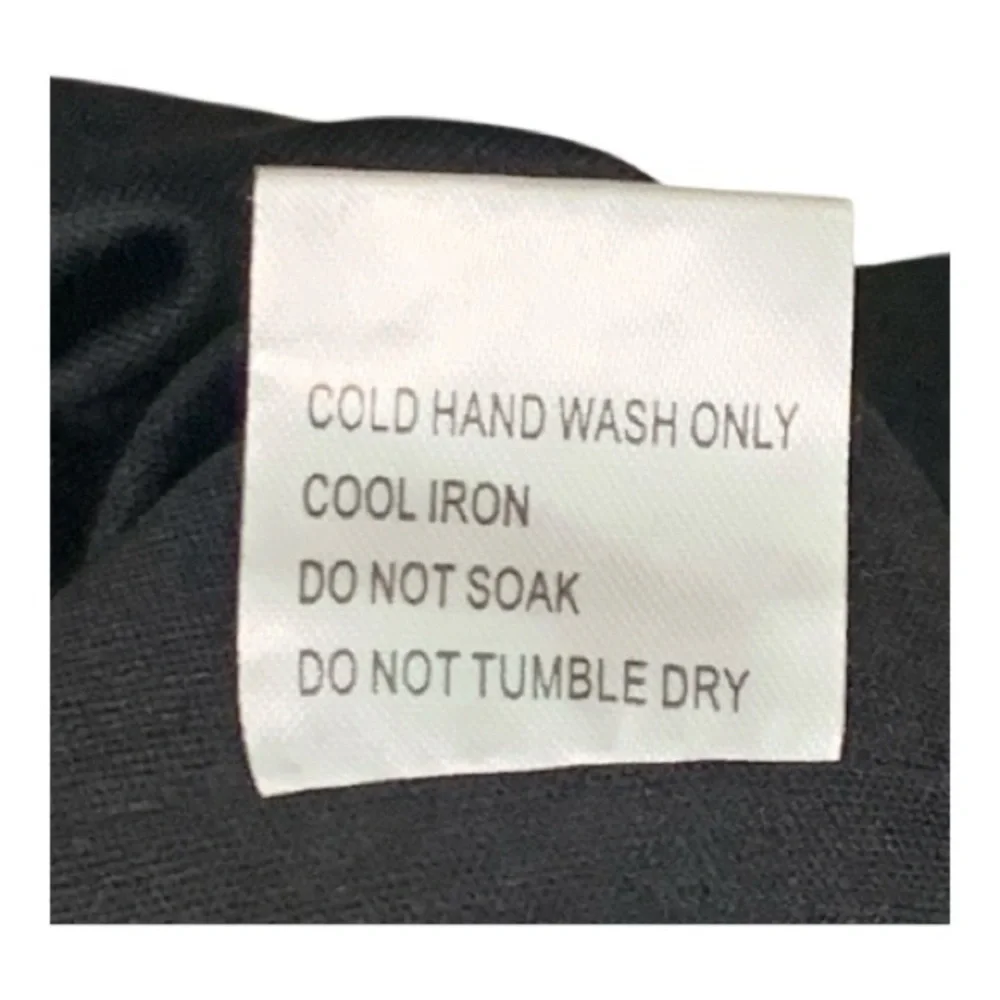 COLD HAND WASH ONLY
COOL IRON
DO NOT SOAK
DO NOT TUMBLE DRY